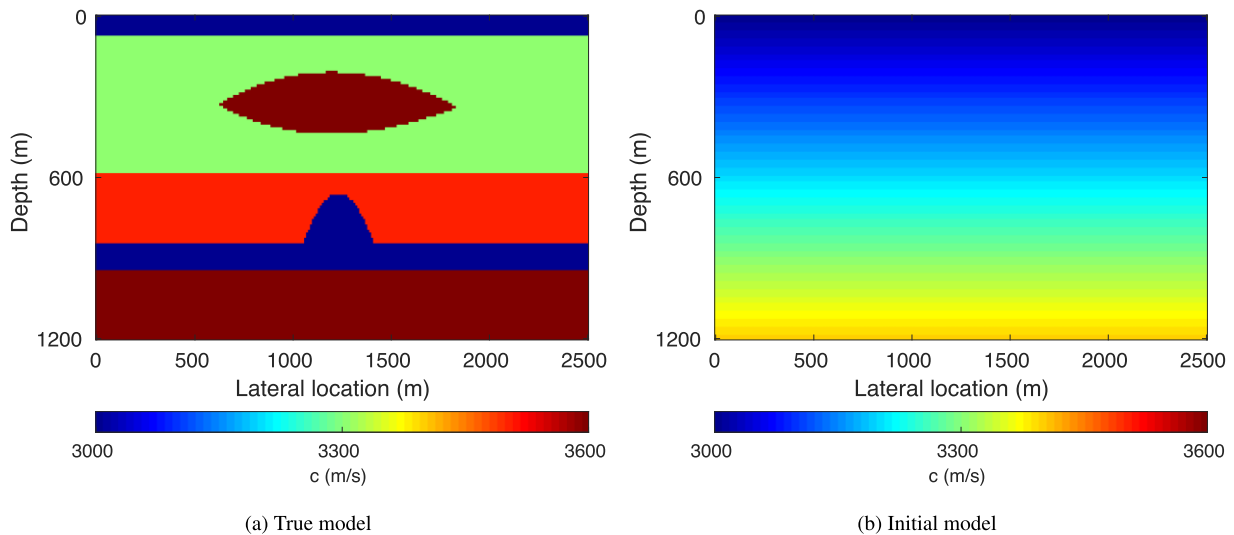 0
600
1200
Depth (m)
0 500 1000 1500 2000 2500
Lateral location (m)
3000 3300 3600
c (m/s)
(a) True model
0
600
1200
Depth (m)
0 500 1000 1500 2000 2500
Lateral location (m)
3000 3300 3600
c (m/s)
(b) Initial model